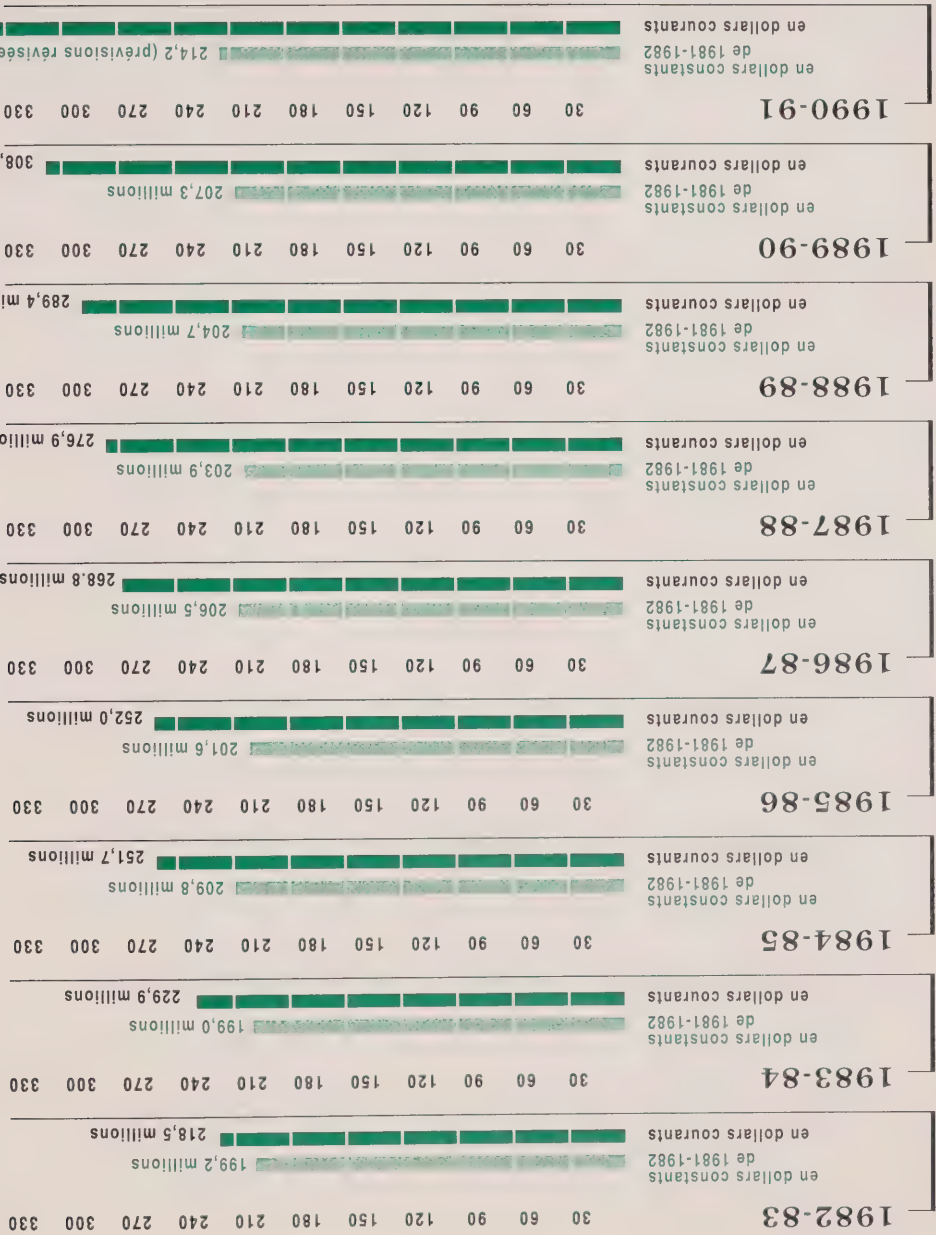 1982-83 30 60 90 120 150 180 210 240 270 300 330
en dollars constants
de 1981-1982 199,2 millions
en dollars courants 218,5 millions
1983-84 30 60 90 120 150 180 210 240 270 300 330
en dollars constants
de 1981-1982 199,0 millions
en dollars courants 229,9 millions
1984-85 30 60 90 120 150 180 210 240 270 300 330
en dollars constants
de 1981-1982 209,8 millions
en dollars courants 251,7 millions
1985-86 30 60 90 120 150 180 210 240 270 300 330
en dollars constants
de 1981-1982 201,6 millions
en dollars courants 252,0 millions
1986-87 30 60 90 120 150 180 210 240 270 300 330
en dollars constants
de 1981-1982 206,5 millions
en dollars courants 268.8 millions
1987-88 30 60 90 120 150 180 210 240 270 300 330
en dollars constants
de 1981-1982 203,9 millions
en dollars courants 276,9 millio
1988-89 30 60 90 120 150 180 210 240 270 300 330
en dollars constants
de 1981-1982 204,7 millions
en dollars courants 289,4 mi
1989-90 30 60 90 120 150 180 210 240 270 300 330
en dollars constants
de 1981-1982 207,3 millions
en dollars courants 308,
1990-91 30 60 90 120 150 180 210 240 270 300 330
en dollars constants
de 1981-1982 214,2 (prévisions révisée
en dollars courants